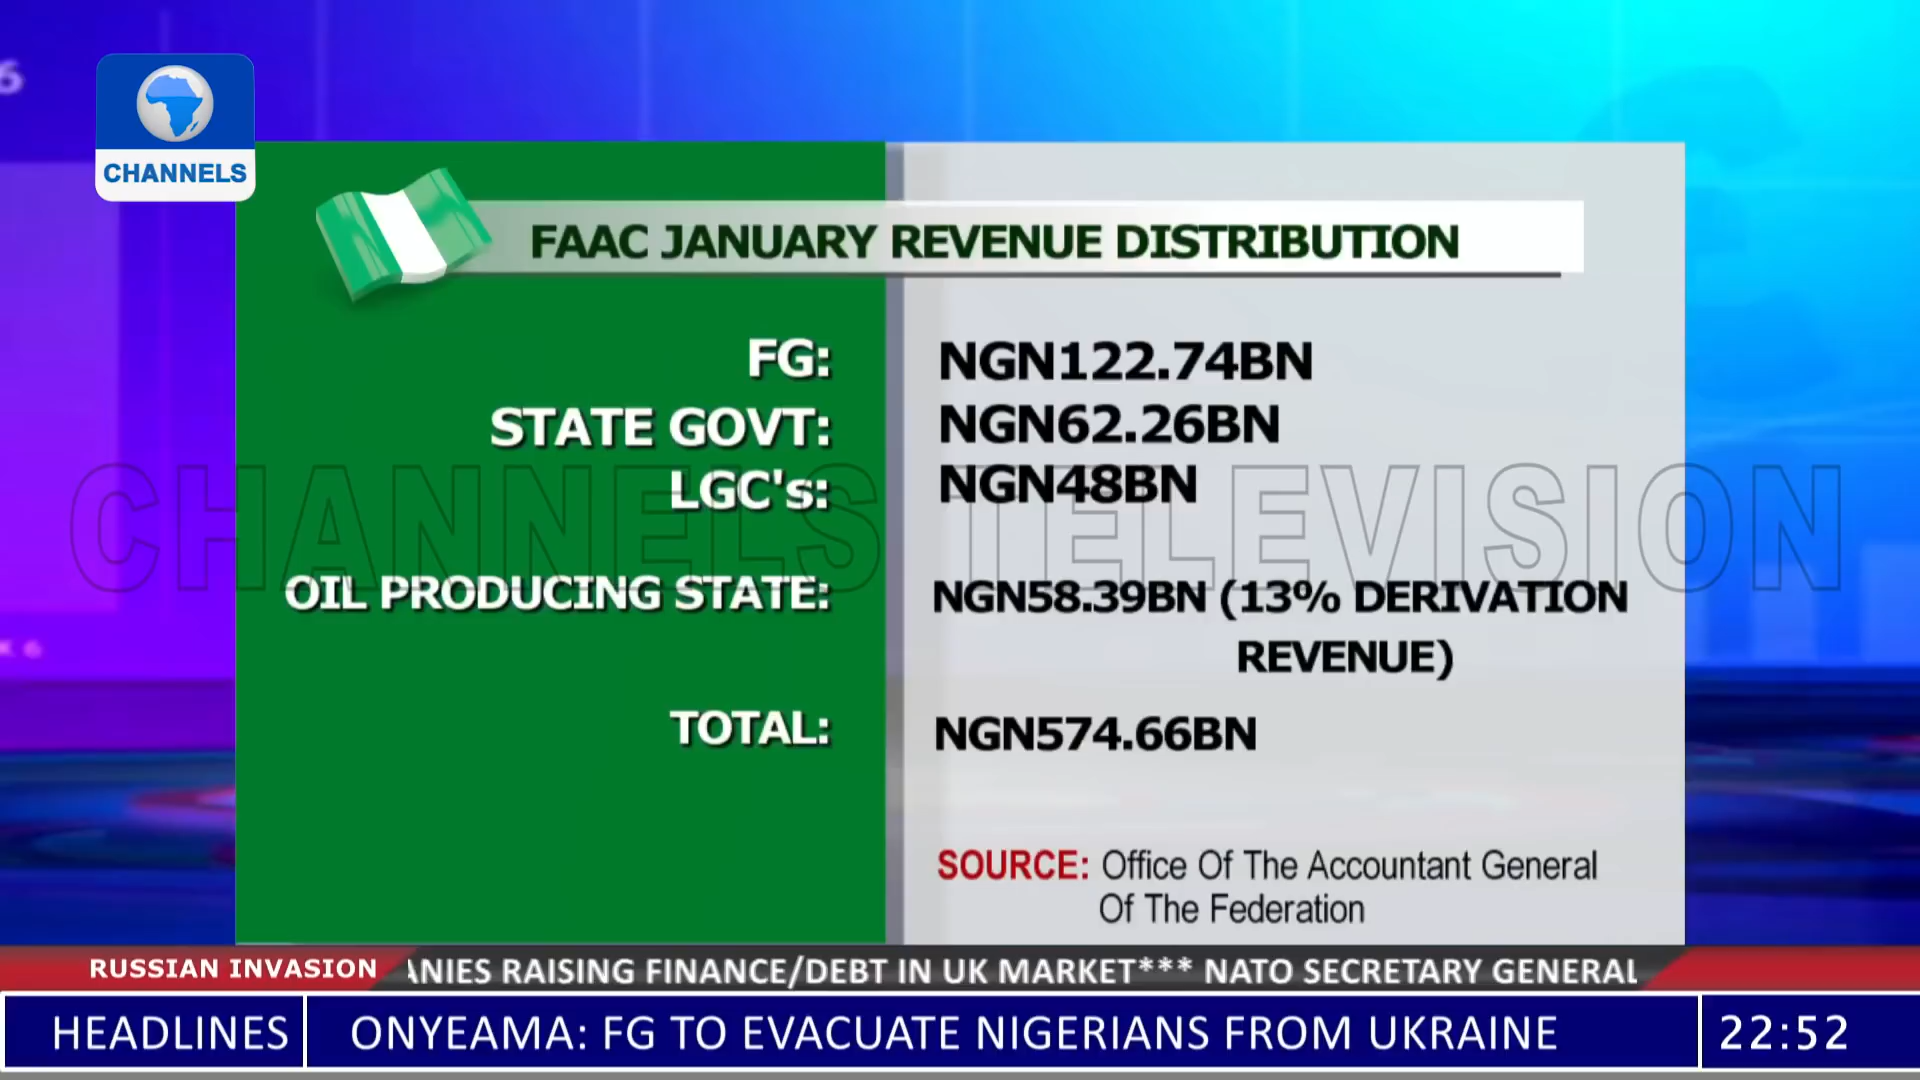 6
CHANNELS
FAAC JANUARY REVENUE DISTRIBUTION
FG: NGN122.74BN
STATE GOVT: NGN62.26BN
LGC's: NGN48BN
CHANNELS TELEVISION
OIL PRODUCING STATE: NGN58.39BN (13% DERIVATION
REVENUE)
K 6
TOTAL: NGN574.66BN
SOURCE: Office Of The Accountant General
Of The Federation
RUSSIAN INVASION ANIES RAISING FINANCE/DEBT IN UK MARKET*** NATO SECRETARY GENERAL
HEADLINES ONYEAMA: FG TO EVACUATE NIGERIANS FROM UKRAINE 22:52